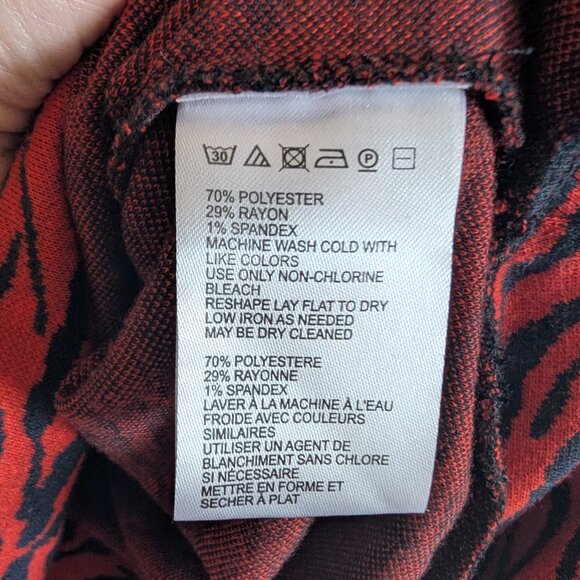 30 P
70% POLYESTER
29% RAYON
1% SPANDEX
MACHINE WASH COLD WITH
LIKE COLORS
USE ONLY NON-CHLORINE
BLEACH
RESHAPE LAY FLAT TO DRY
LOW IRON AS NEEDED
MAY BE DRY CLEANED
70% POLYESTERE
29% RAYONNE
1% SPANDEX
LAVER À LA MACHINE À L'EAU
FROIDE AVEC COULEURS
SIMILAIRES
UTILISER UN AGENT DE
BLANCHIMENT SANS CHLORE
SI NÉCESSAIRE
METTRE EN FORME ET
SÉCHER À PLAT